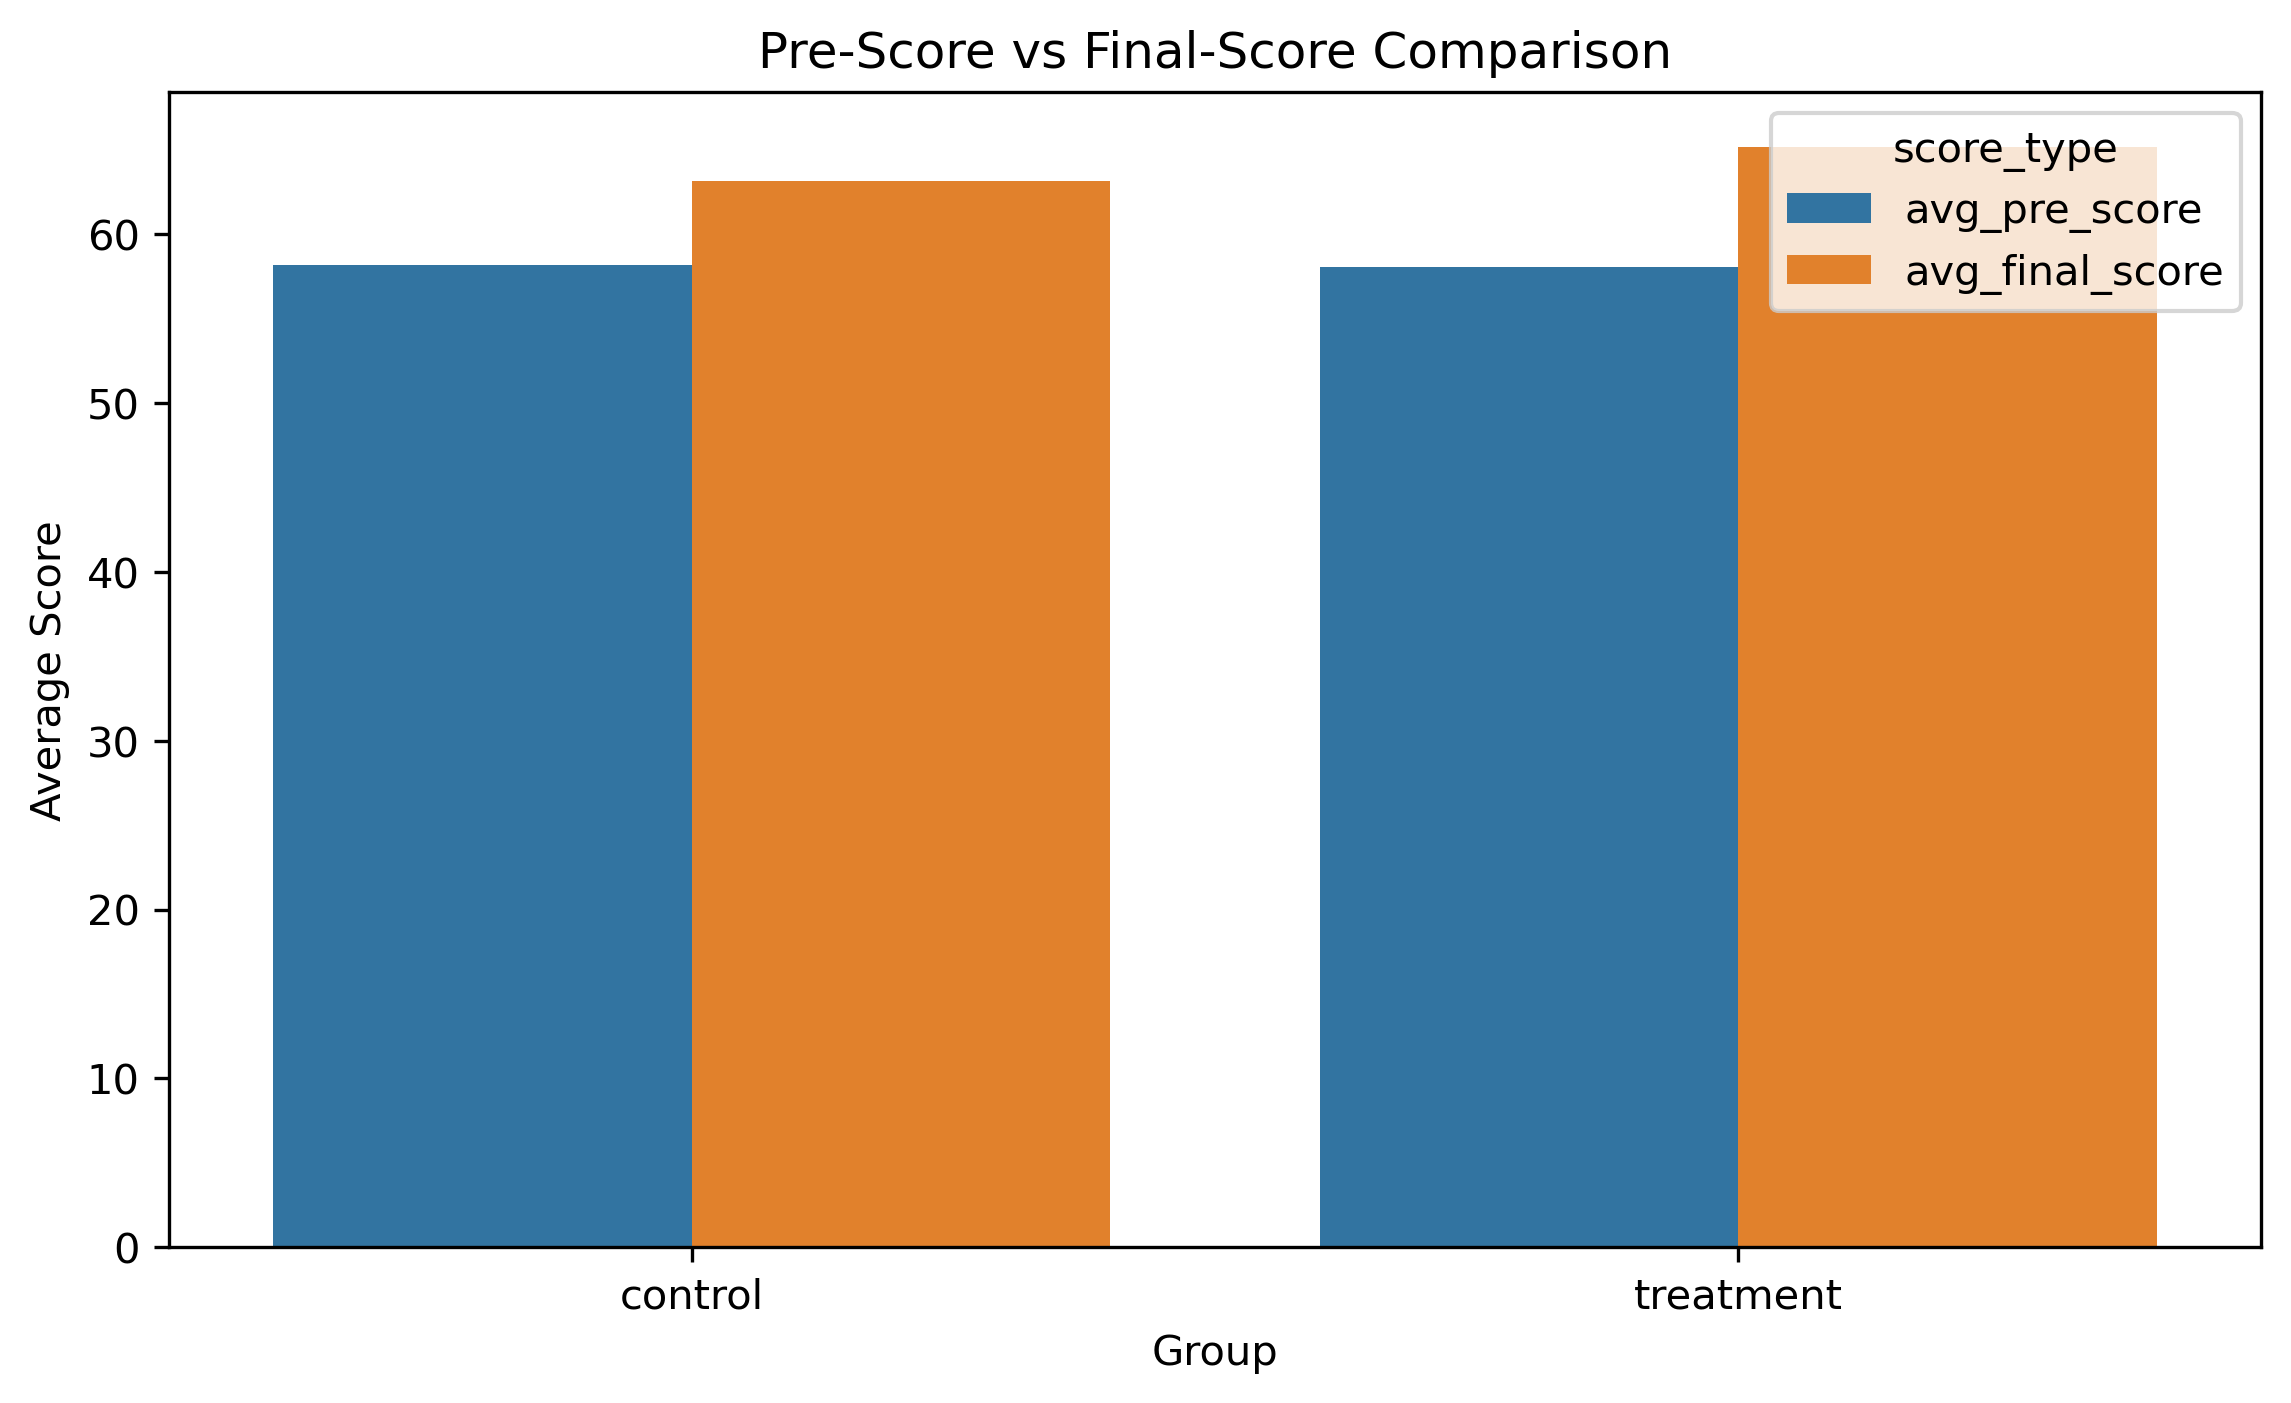 Pre-Score vs Final-Score Comparison
score_type
avg_pre_score
avg_final_score
Average Score
60
50
40
30
20
10
0
control
treatment
Group